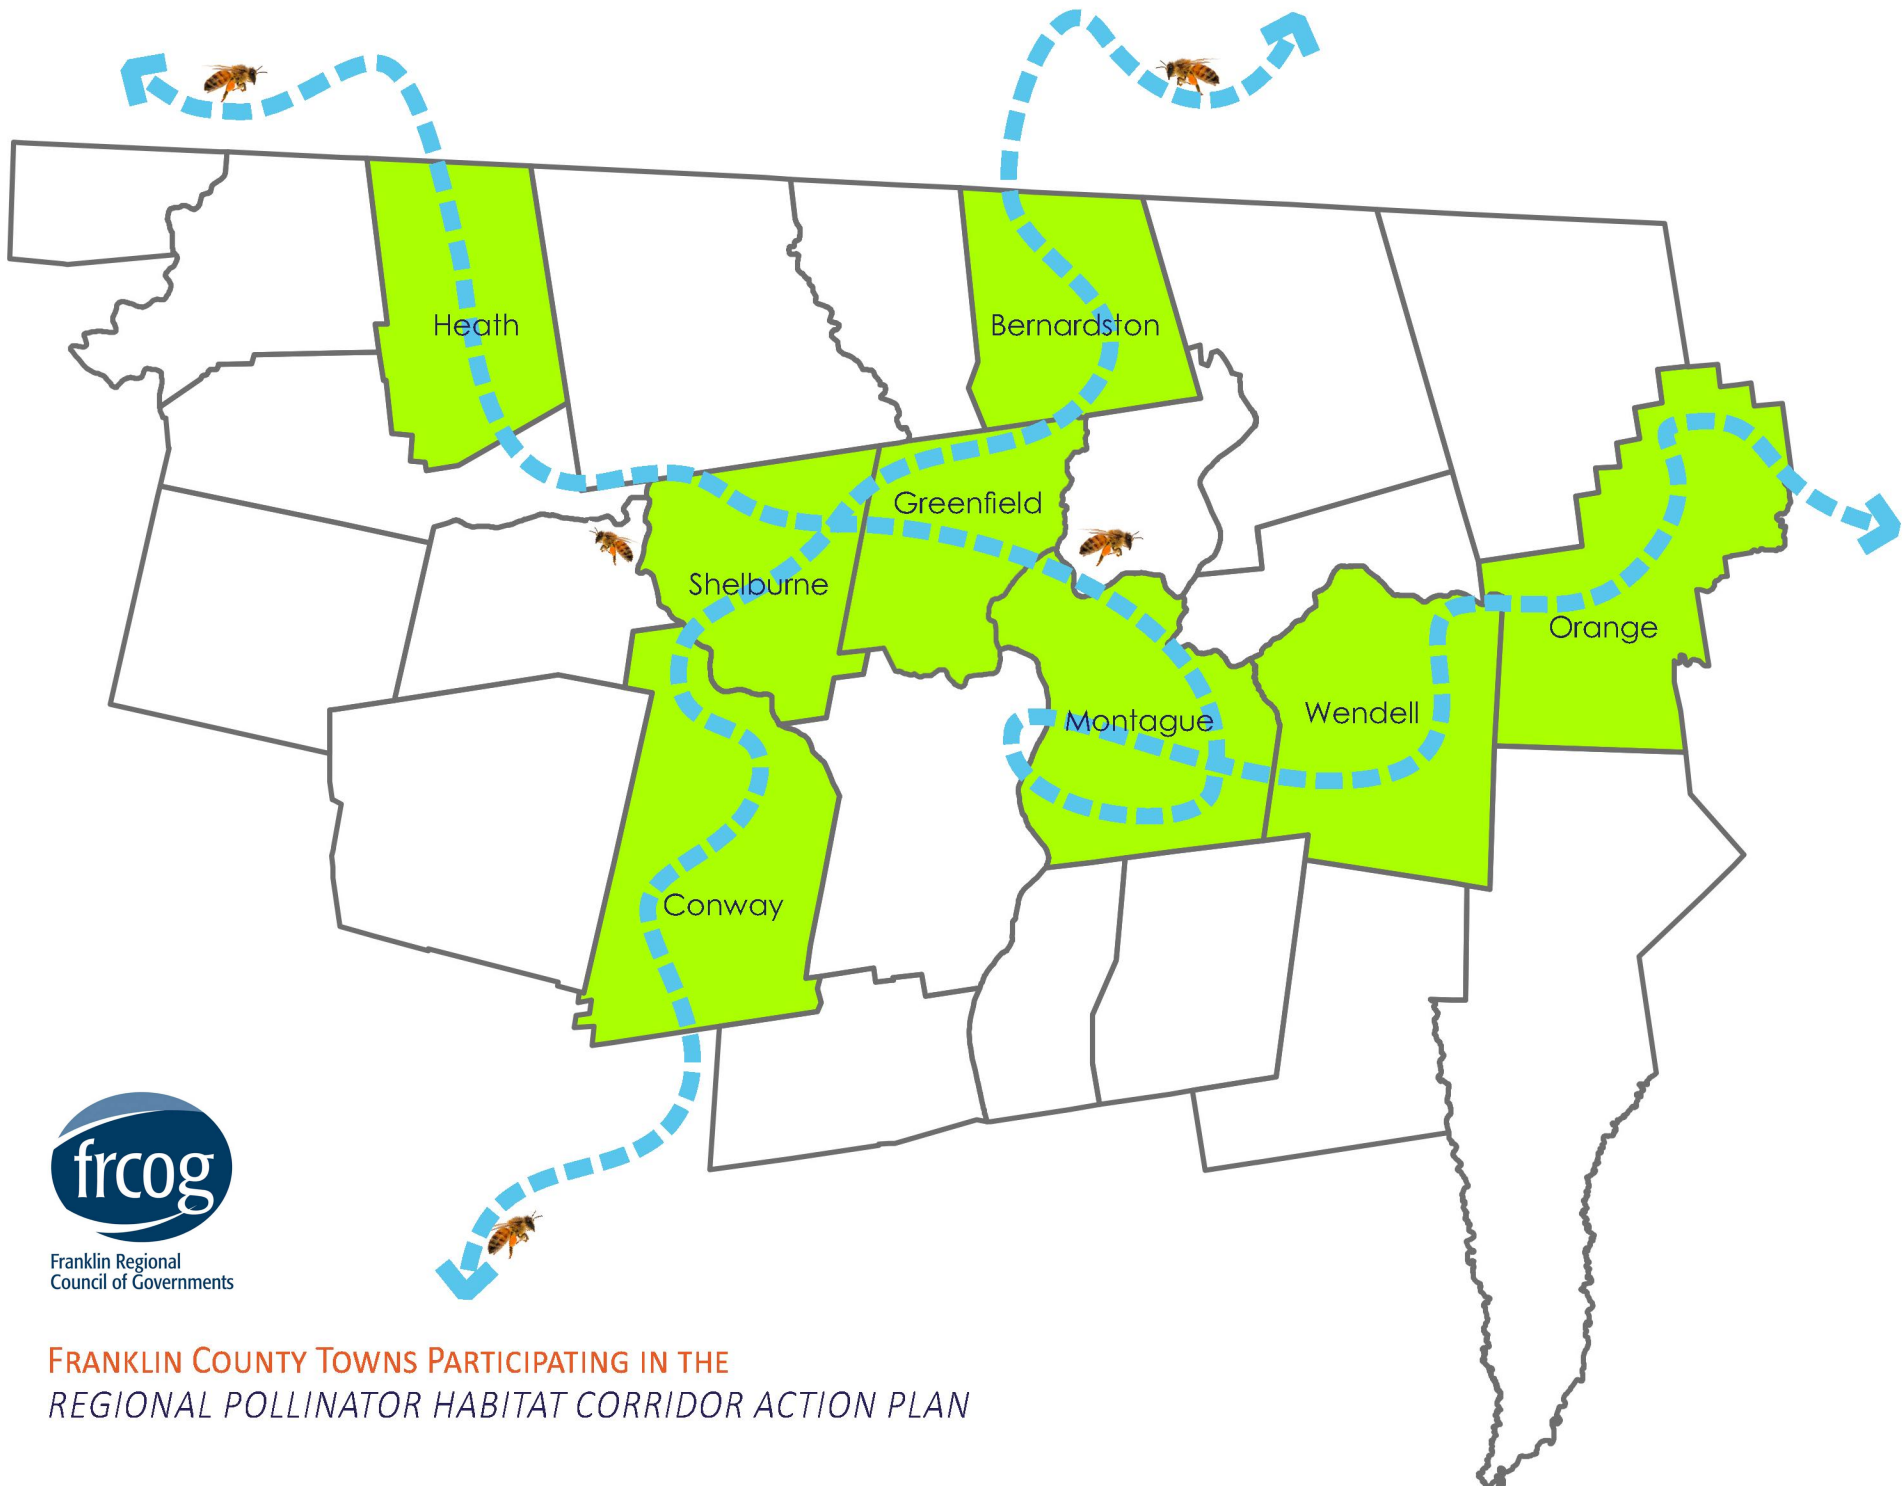 Heath
Bernardston
Greenfield
Shelburne
Orange
Montague
Wendell
Conway
frcog
Franklin Regional
Council of Governments
FRANKLIN COUNTY TOWNS PARTICIPATING IN THE
REGIONAL POLLINATOR HABITAT CORRIDOR ACTION PLAN